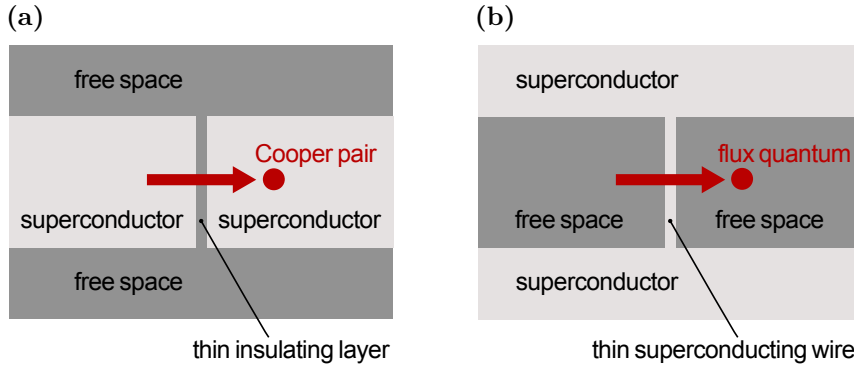 (a)
free space
Cooper pair
superconductor
superconductor
free space
thin insulating layer
(b)
superconductor
flux quantum
free space
free space
superconductor
thin superconducting wire